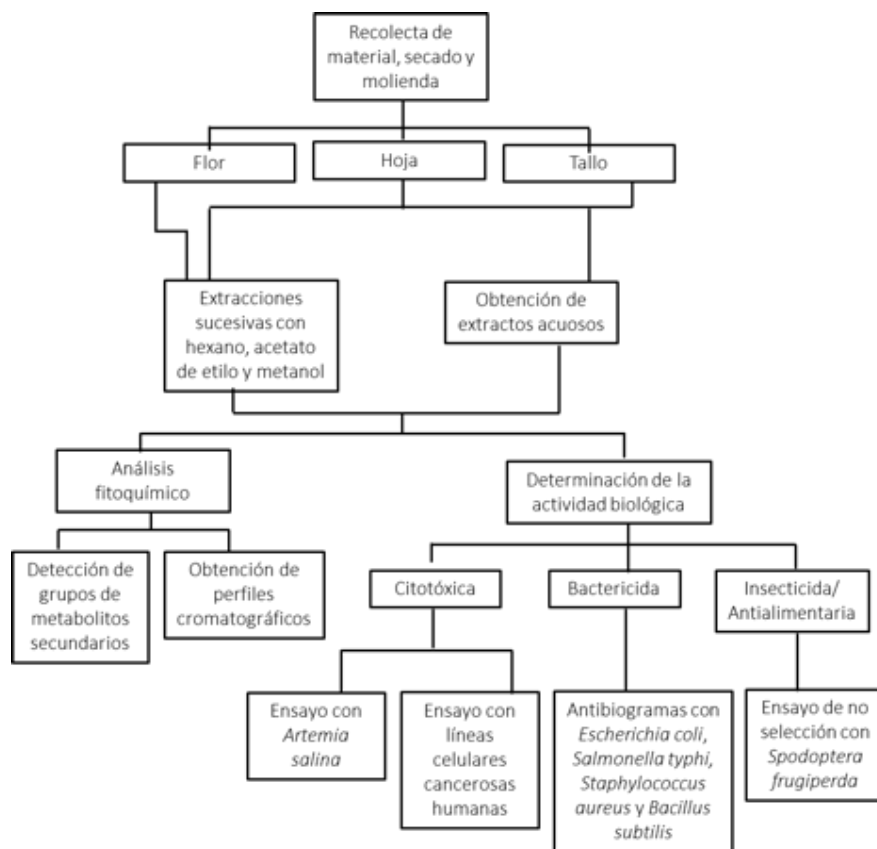 Recolecta de
material, secado y
molienda
Flor
Hoja
Tallo
Extracciones
sucesivas con
hexano, acetato
de etilo y metanol
Obtención de
extractos acuosos
Análisis
fitoquímico
Determinación de la
actividad biológica
Detección de
grupos de
metabolitos
secundarios
Obtención de
perfiles
cromatográficos
Citotóxica
Bactericida
Insecticida/
Antialimentaria
Ensayo con
Artemia
salina
Ensayo con
líneas
celulares
cancerosas
humanas
Antibiogramas con
Escherichia coli,
Salmonella typhi,
Staphylococcus
aureus y Bacillus
subtilis
Ensayo de no
selección con
Spodoptera
frugiperda